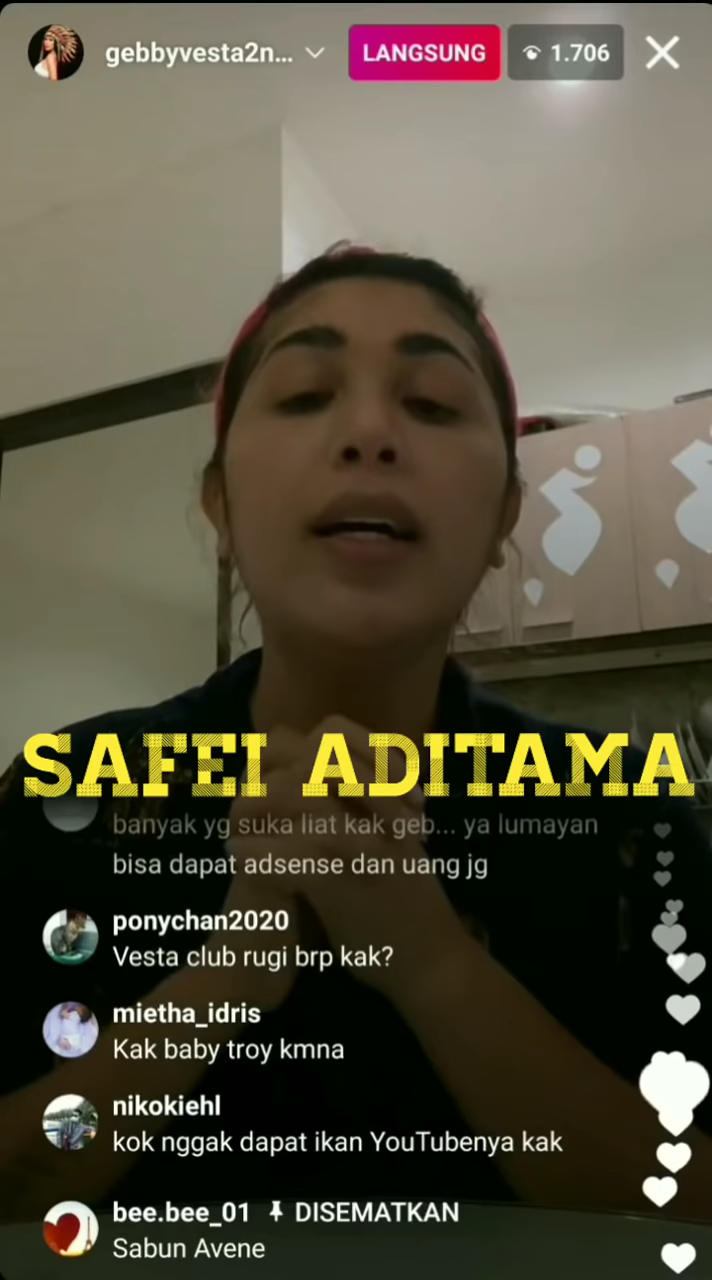 gebbyvesta2n...
LANGSUNG
1.706
SAFEI ADITAMA
banyak yg suka liat kak geb... ya lumayan
bisa dapat adsense dan uang jg
ponychan2020
Vesta club rugi brp kak?
mietha_idris
Kak baby troy kmna
nikokiehl
kok nggak dapat ikan YouTubenya kak
bee.bee_01 DISEMATKAN
Sabun Avene